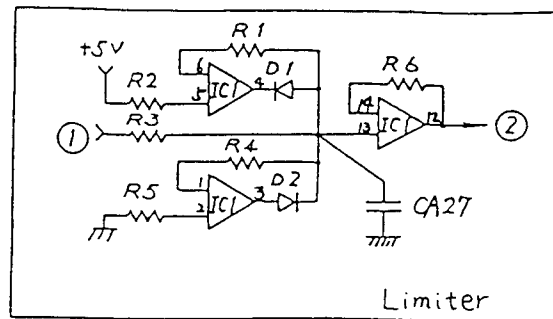 R1
+5V
6
D1
R2
IC1
4
5
R6
①
R3
14
IC1
12
②
13
R4
D2
R5
1
IC1
3
2
CA27
Limiter